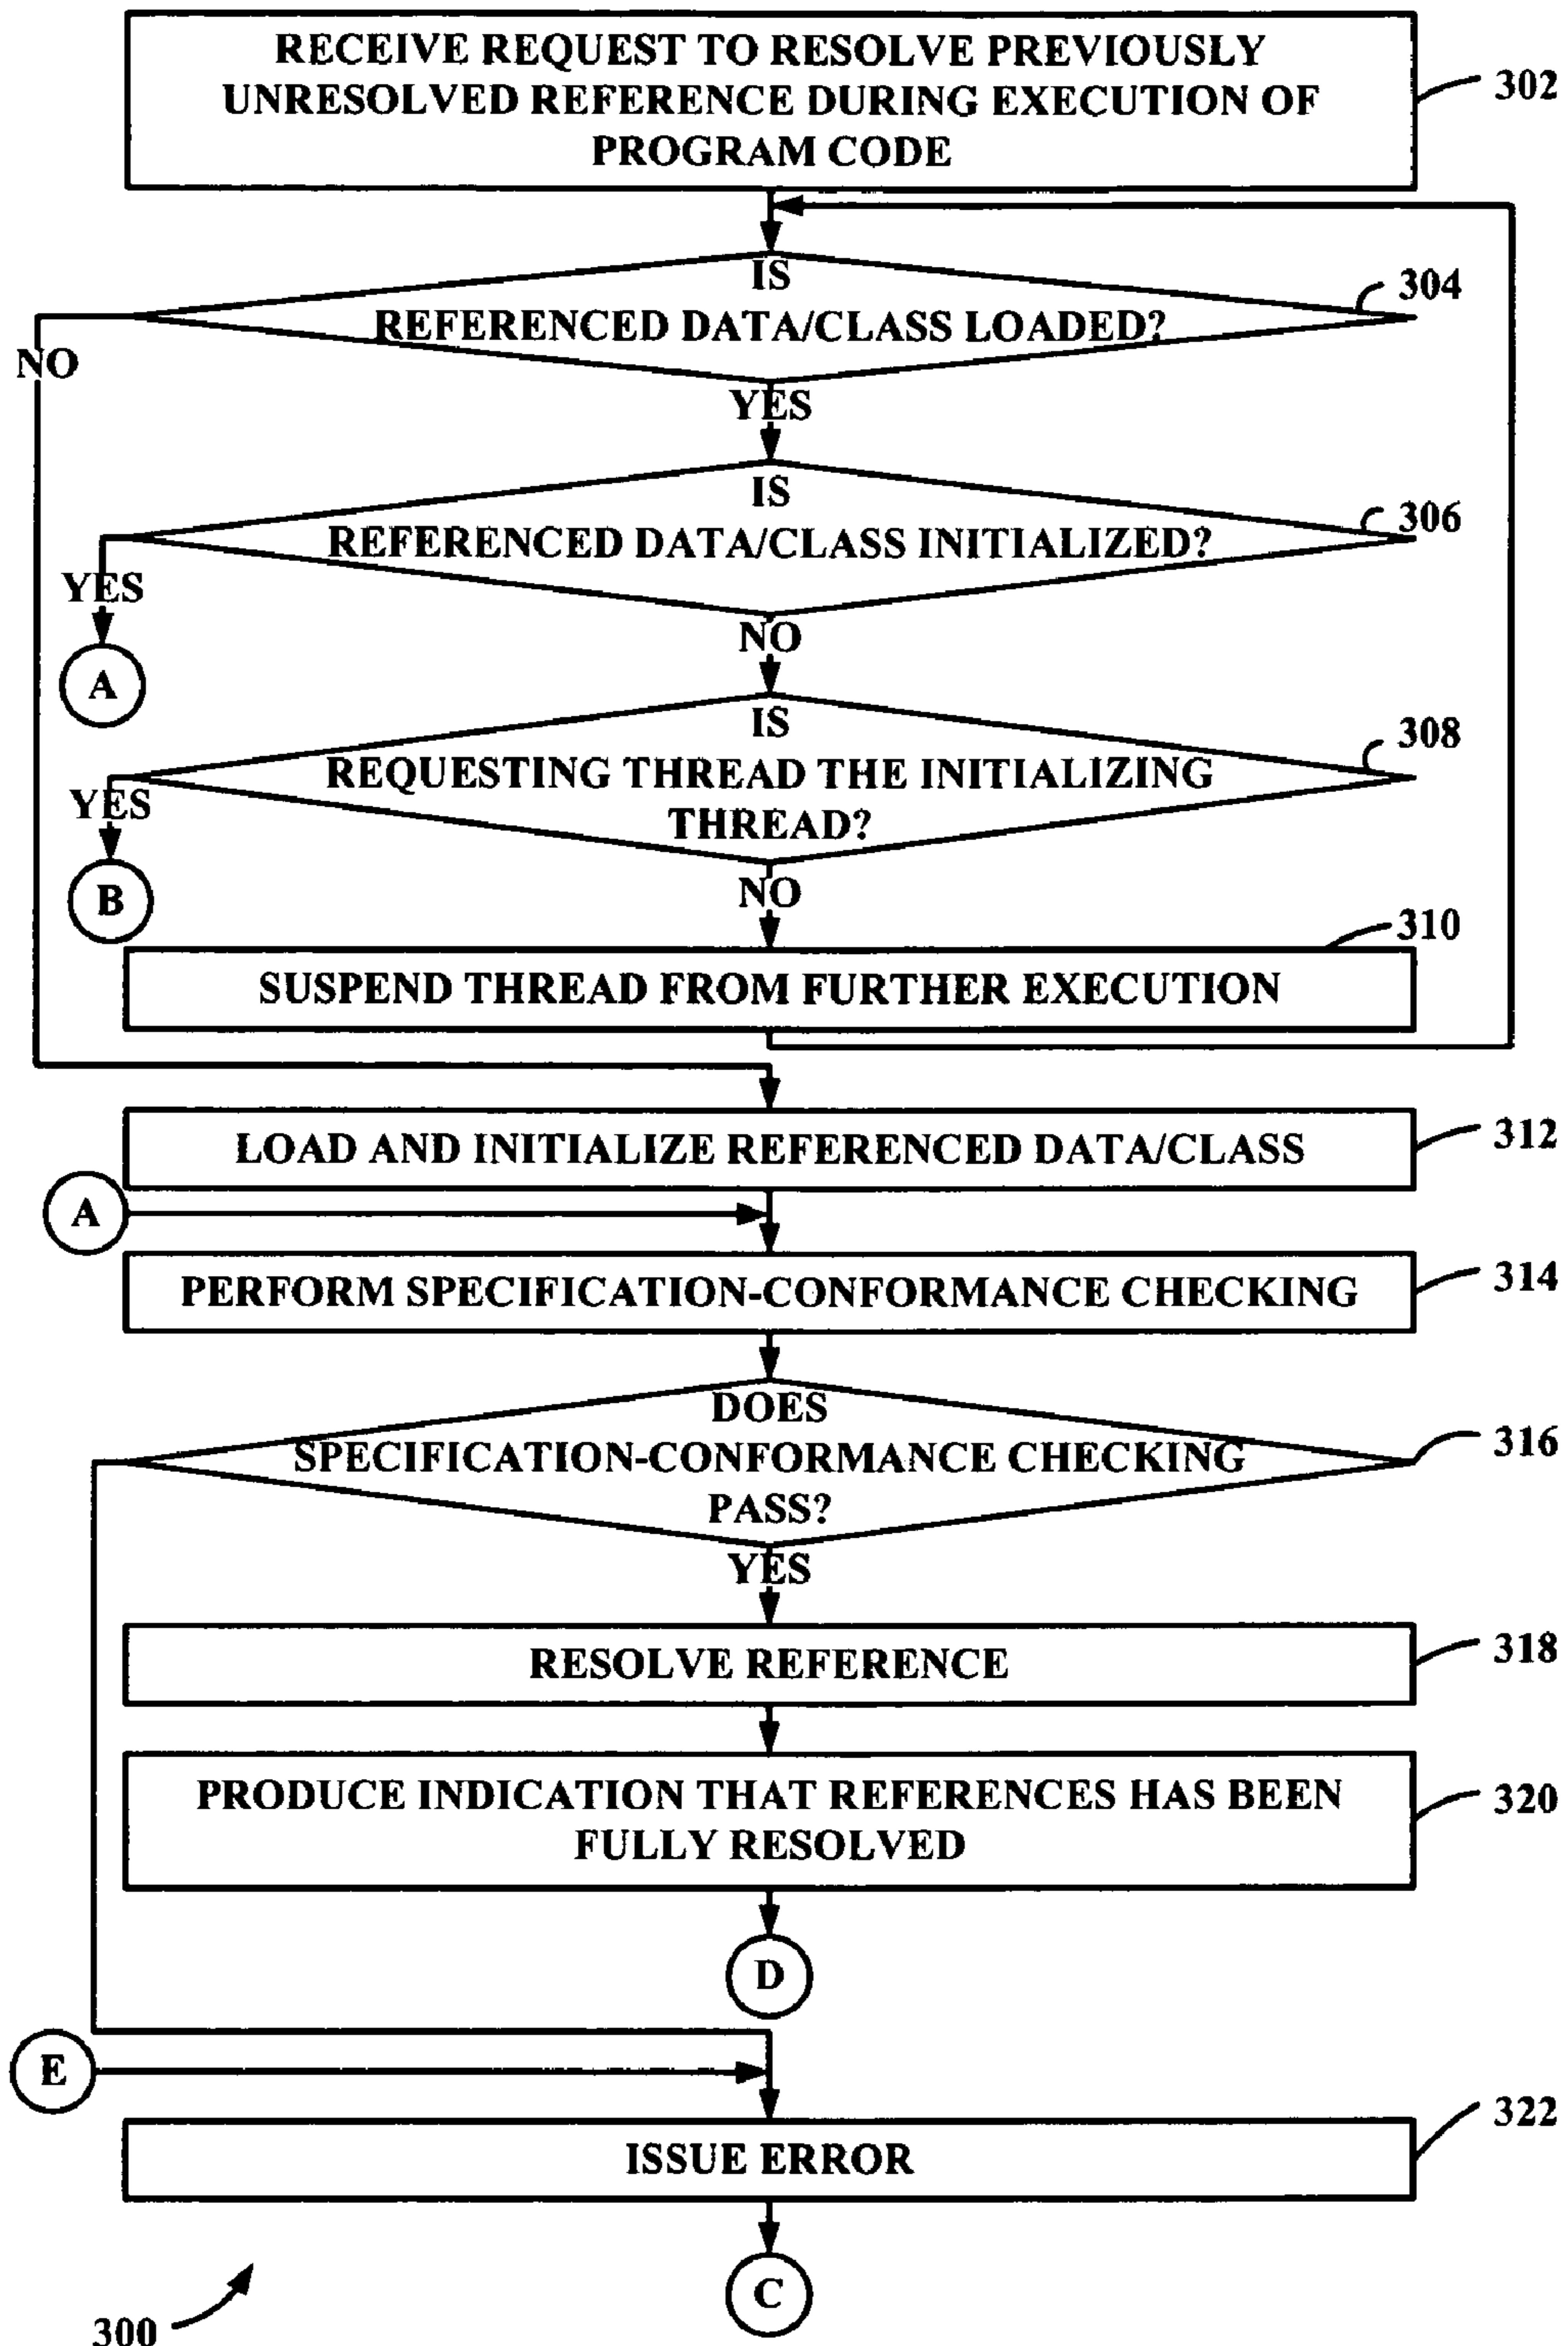 RECEIVE REQUEST TO RESOLVE PREVIOUSLY
UNRESOLVED REFERENCE DURING EXECUTION OF
PROGRAM CODE
302
IS
REFERENCED DATA/CLASS LOADED?
304
NO
YES
IS
REFERENCED DATA/CLASS INITIALIZED?
306
YES
A
NO
IS
REQUESTING THREAD THE INITIALIZING
THREAD?
308
YES
B
NO
310
SUSPEND THREAD FROM FURTHER EXECUTION
LOAD AND INITIALIZE REFERENCED DATA/CLASS
312
A
PERFORM SPECIFICATION-CONFORMANCE CHECKING
314
DOES
SPECIFICATION-CONFORMANCE CHECKING
PASS?
316
YES
RESOLVE REFERENCE
318
PRODUCE INDICATION THAT REFERENCES HAS BEEN
FULLY RESOLVED
320
D
E
322
ISSUE ERROR
C
300